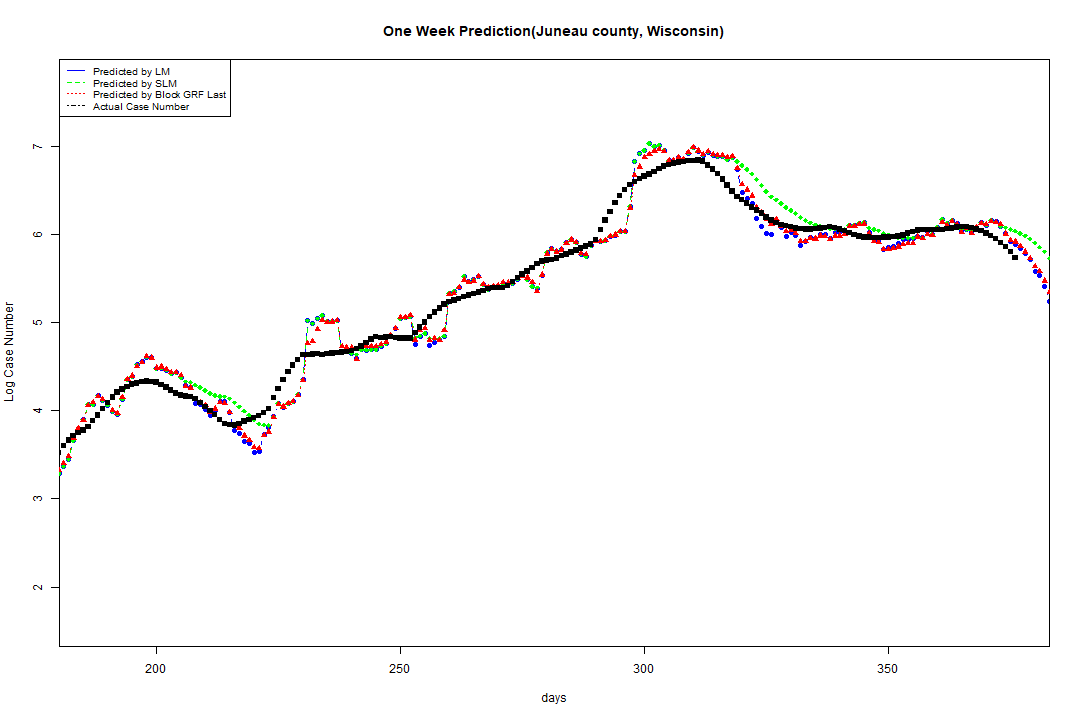 One Week Prediction(Juneau county, Wisconsin)
Predicted by LM
Predicted by SLM
Predicted by Block GRF Last
Actual Case Number
Log Case Number
7
6
5
4
3
2
200 250 300 350
days